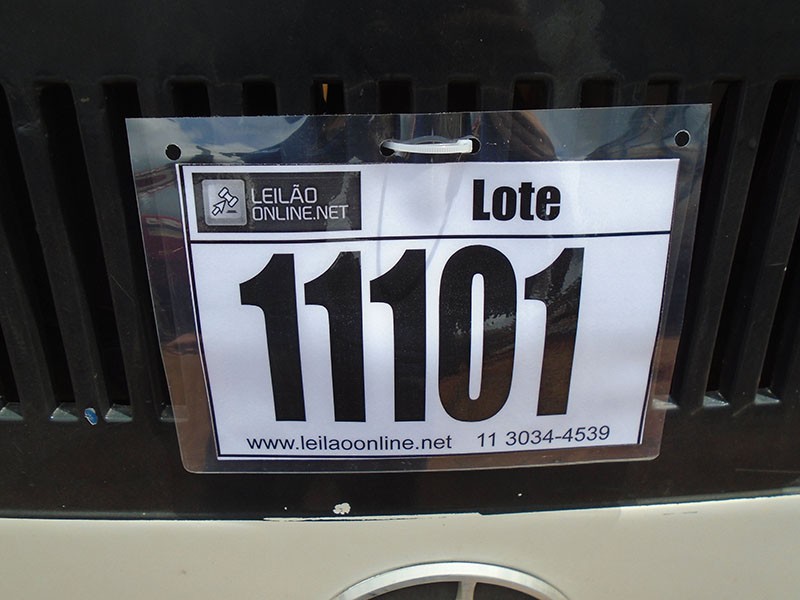 LEILÃO
ONLINE.NET
Lote
11101
www.leilaoonline.net 11 3034-4539